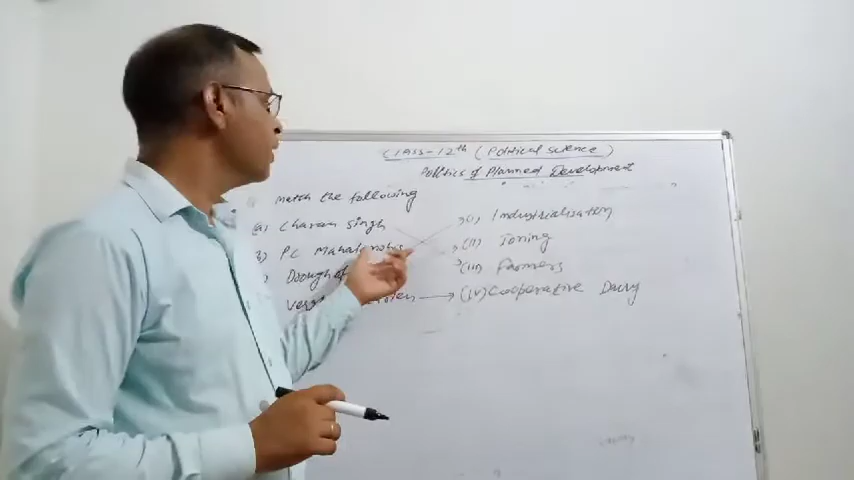 CLASS-12th (Political science)
Politics of Planned Development
match the following
(a) Charan Singh
(i) Industrialisation
PC Mahalanobis
(ii) Zoning
(iii) Farmers
(iv) Cooperative Dairy